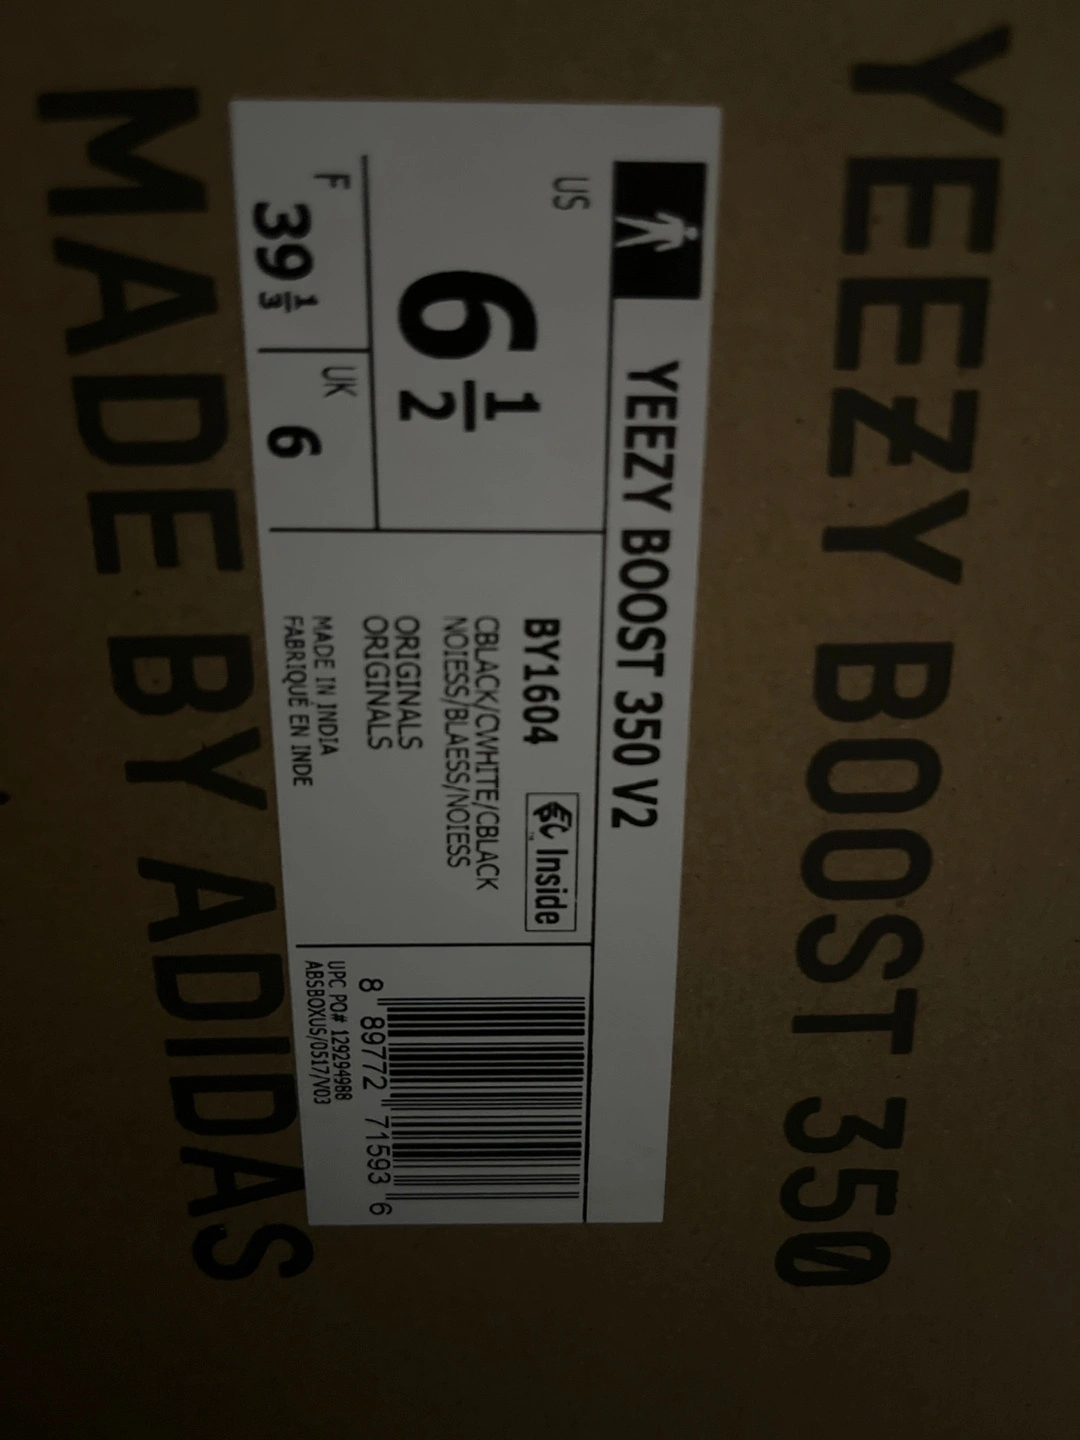 YEEZY BOOST 350
YEEZY BOOST 350 V2
US
6 1/2
F
39 1/3
UK
6
BY1604
Inside
CBLACK/CWHITE/CBLACK
NOIESS/BLAESS/NOIESS
ORIGINALS
ORIGINALS
MADE IN INDIA
FABRIQUÉ EN INDE
8 89772 71593 6
UPC PO# 129294988
ABSBOXUS/0517/V03
MADE BY ADIDAS